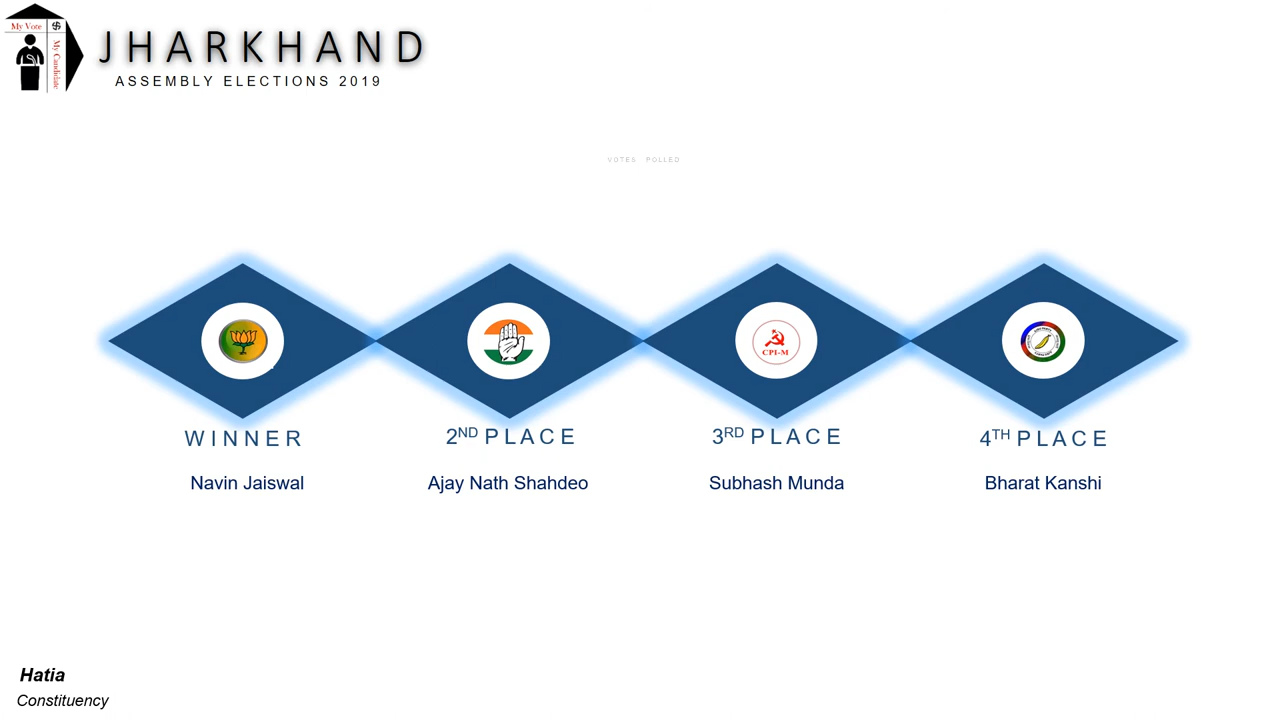 My Vote
My Candidate
JHARKHAND
ASSEMBLY ELECTIONS 2019
VOTES POLLED
CPI-M
WINNER
2ND PLACE
3RD PLACE
4TH PLACE
Navin Jaiswal
Ajay Nath Shahdeo
Subhash Munda
Bharat Kanshi
Hatia
Constituency